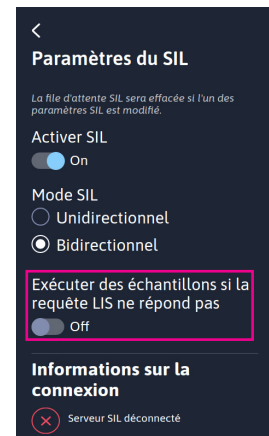 Paramètres du SIL
La file d'attente SIL sera effacée si l'un des
paramètres SIL est modifié.
Activer SIL
On
Mode SIL
Unidirectionnel
Bidirectionnel
Exécuter des échantillons si la
requête LIS ne répond pas
Off
Informations sur la
connexion
Serveur SIL déconnecté